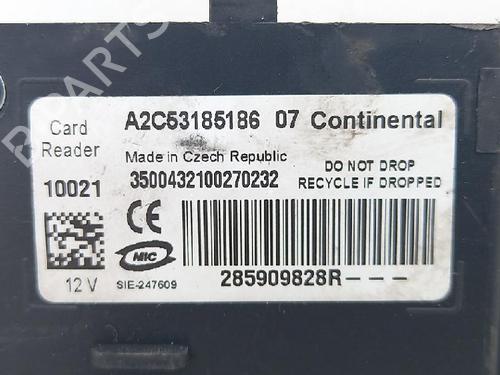 A2C53185186 07 Continental
Card
Reader
Made in Czech Republic
10021
3500432100270232
DO NOT DROP
RECYCLE IF DROPPED
CE
MIC
12 V
SIE-247609
285909828R---
B-PARTS